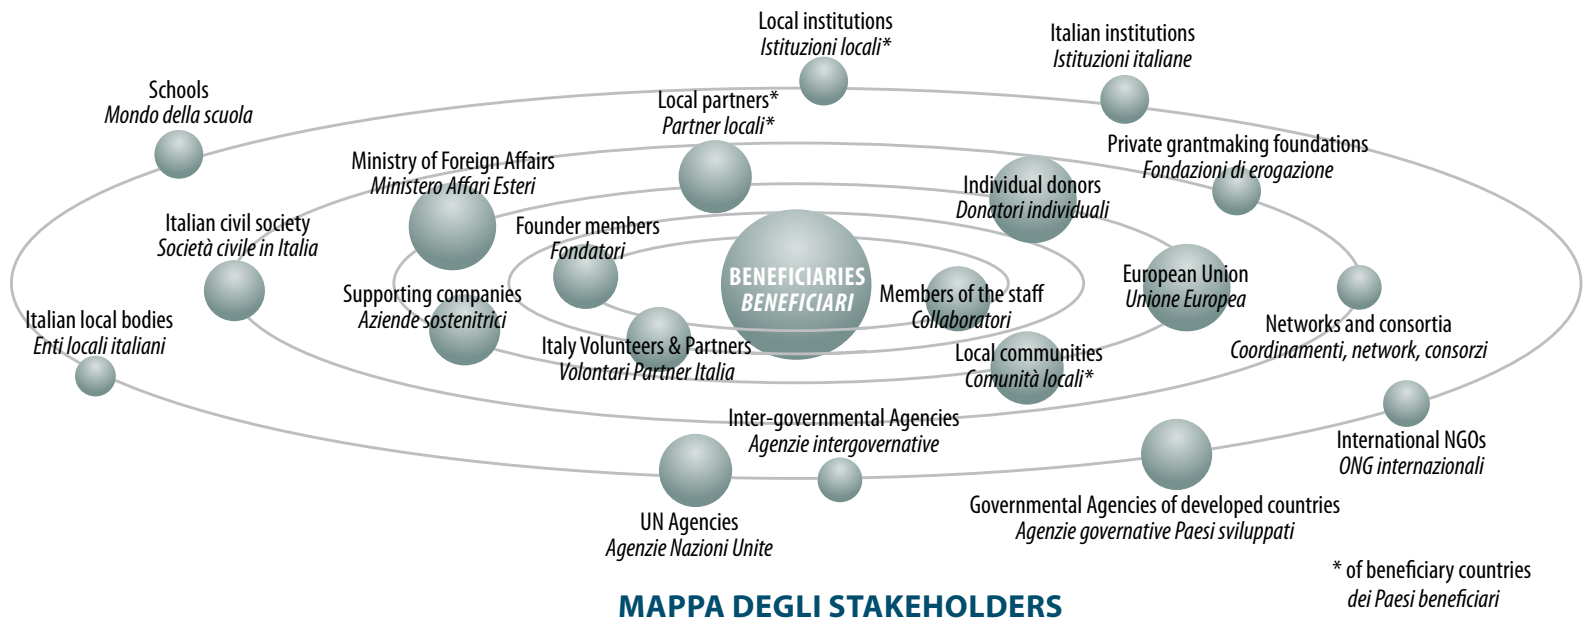 Local institutions
Istituzioni locali*
Italian institutions
Istituzioni italiane
Schools
Mondo della scuola
Local partners*
Partner locali*
Private grantmaking foundations
Fondazioni di erogazione
Ministry of Foreign Affairs
Ministero Affari Esteri
Individual donors
Donatori individuali
Italian civil society
Società civile in Italia
Founder members
Fondatori
BENEFICIARIES
BENEFICIARI
European Union
Unione Europea
Members of the staff
Collaboratori
Supporting companies
Aziende sostenitrici
Italian local bodies
Enti locali italiani
Networks and consortia
Coordinamenti, network, consorzi
Italy Volunteers & Partners
Volontari Partner Italia
Local communities
Comunità locali*
Inter-governmental Agencies
Agenzie intergovernative
International NGOs
ONG internazionali
Governmental Agencies of developed countries
Agenzie governative Paesi sviluppati
UN Agencies
Agenzie Nazioni Unite
* of beneficiary countries
dei Paesi beneficiari
MAPPA DEGLI STAKEHOLDERS